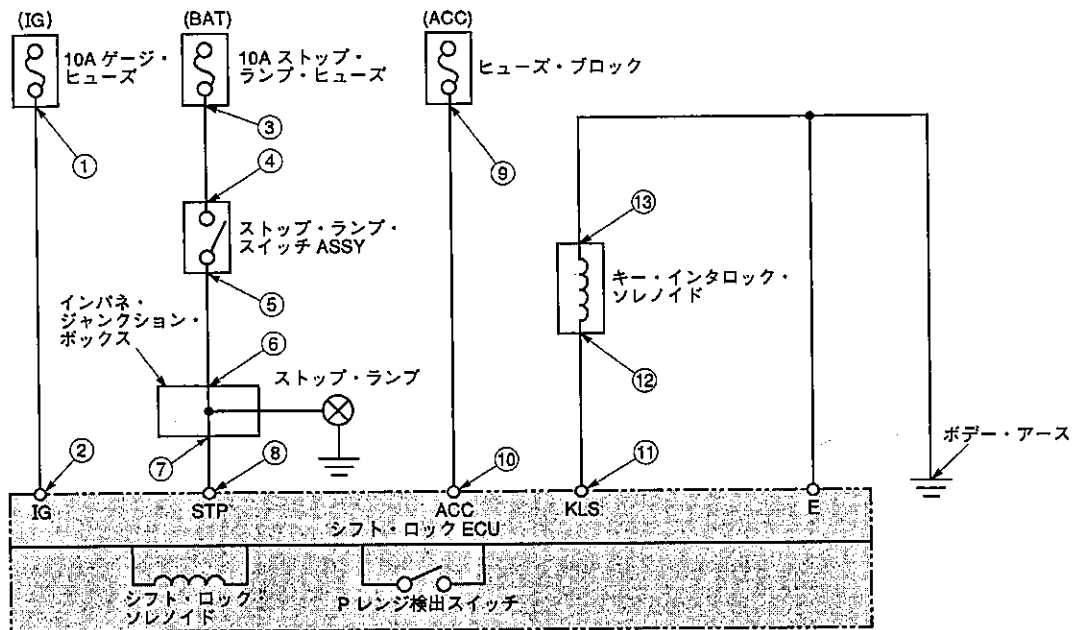 (IG)
(BAT)
(ACC)
10A ゲージ・
ヒューズ
10A ストップ・
ランプ・ヒューズ
ヒューズ・ブロック
①
③
④
⑨
⑬
ストップ・ランプ・
スイッチ ASSY
キー・インタロック・
ソレノイド
⑤
インパネ・
ジャンクション・
ボックス
⑥
ストップ・ランプ
⑫
②
⑦
⑧
⑩
⑪
ボデー・アース
IG
STP
ACC
KLS
E
シフト・ロック ECU
シフト・ロック・
ソレノイド
P レンジ検出スイッチ